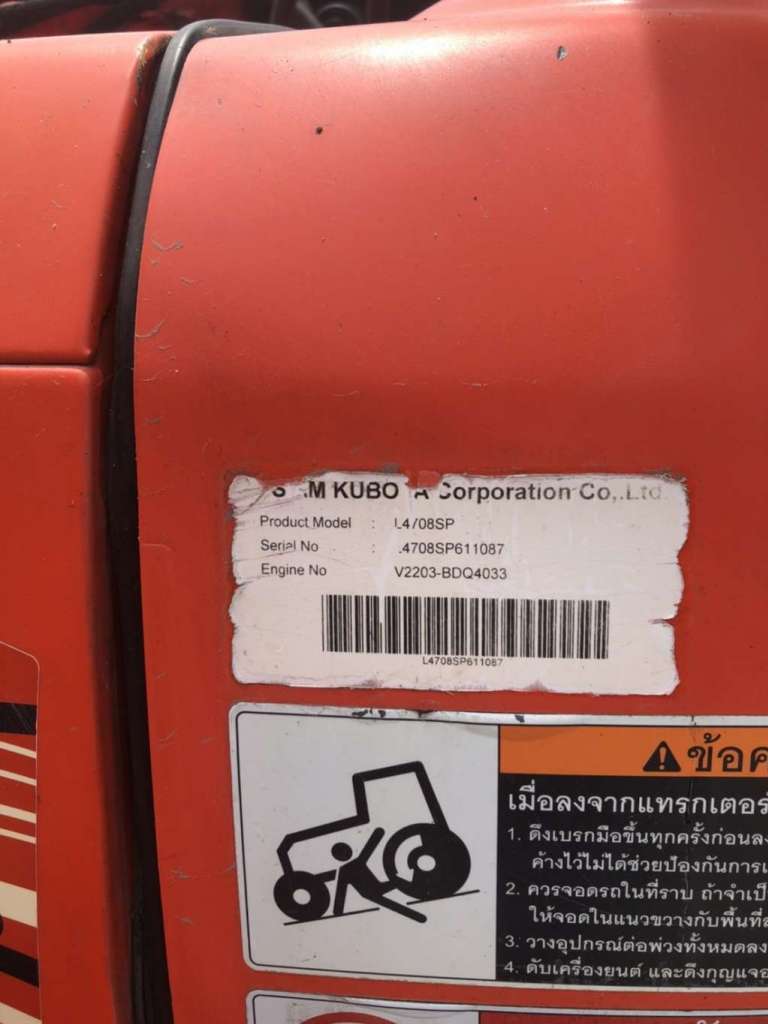 SIAM KUBOTA Corporation Co,.Ltd.
Product Model : L4708SP
Serial No : L4708SP611087
Engine No V2203-BDQ4033
L4708SP611087
ข้อค
เมื่อลงจากแทรกเตอร์
1. ดึงเบรกมือขึ้นทุกครั้งก่อนลง
ค้างไว้ไม่ได้ช่วยป้องกันการเ
2. ควรจอดรถในที่ราบ ถ้าจำเป็
ให้จอดในแนวขวางกับพื้นที่
3. วางอุปกรณ์ต่อพ่วงทั้งหมดลง
4. ดับเครื่องยนต์ และดึงกุญแจอ